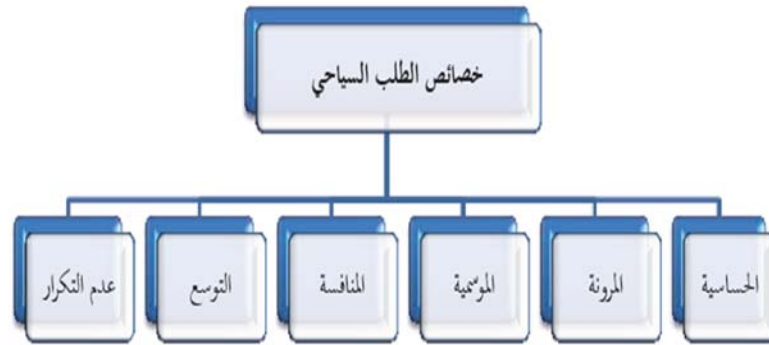 خصائص الطلب السياحي
الحساسية
المرونة
الموسمية
المنافسة
التوسع
عدم التكرار